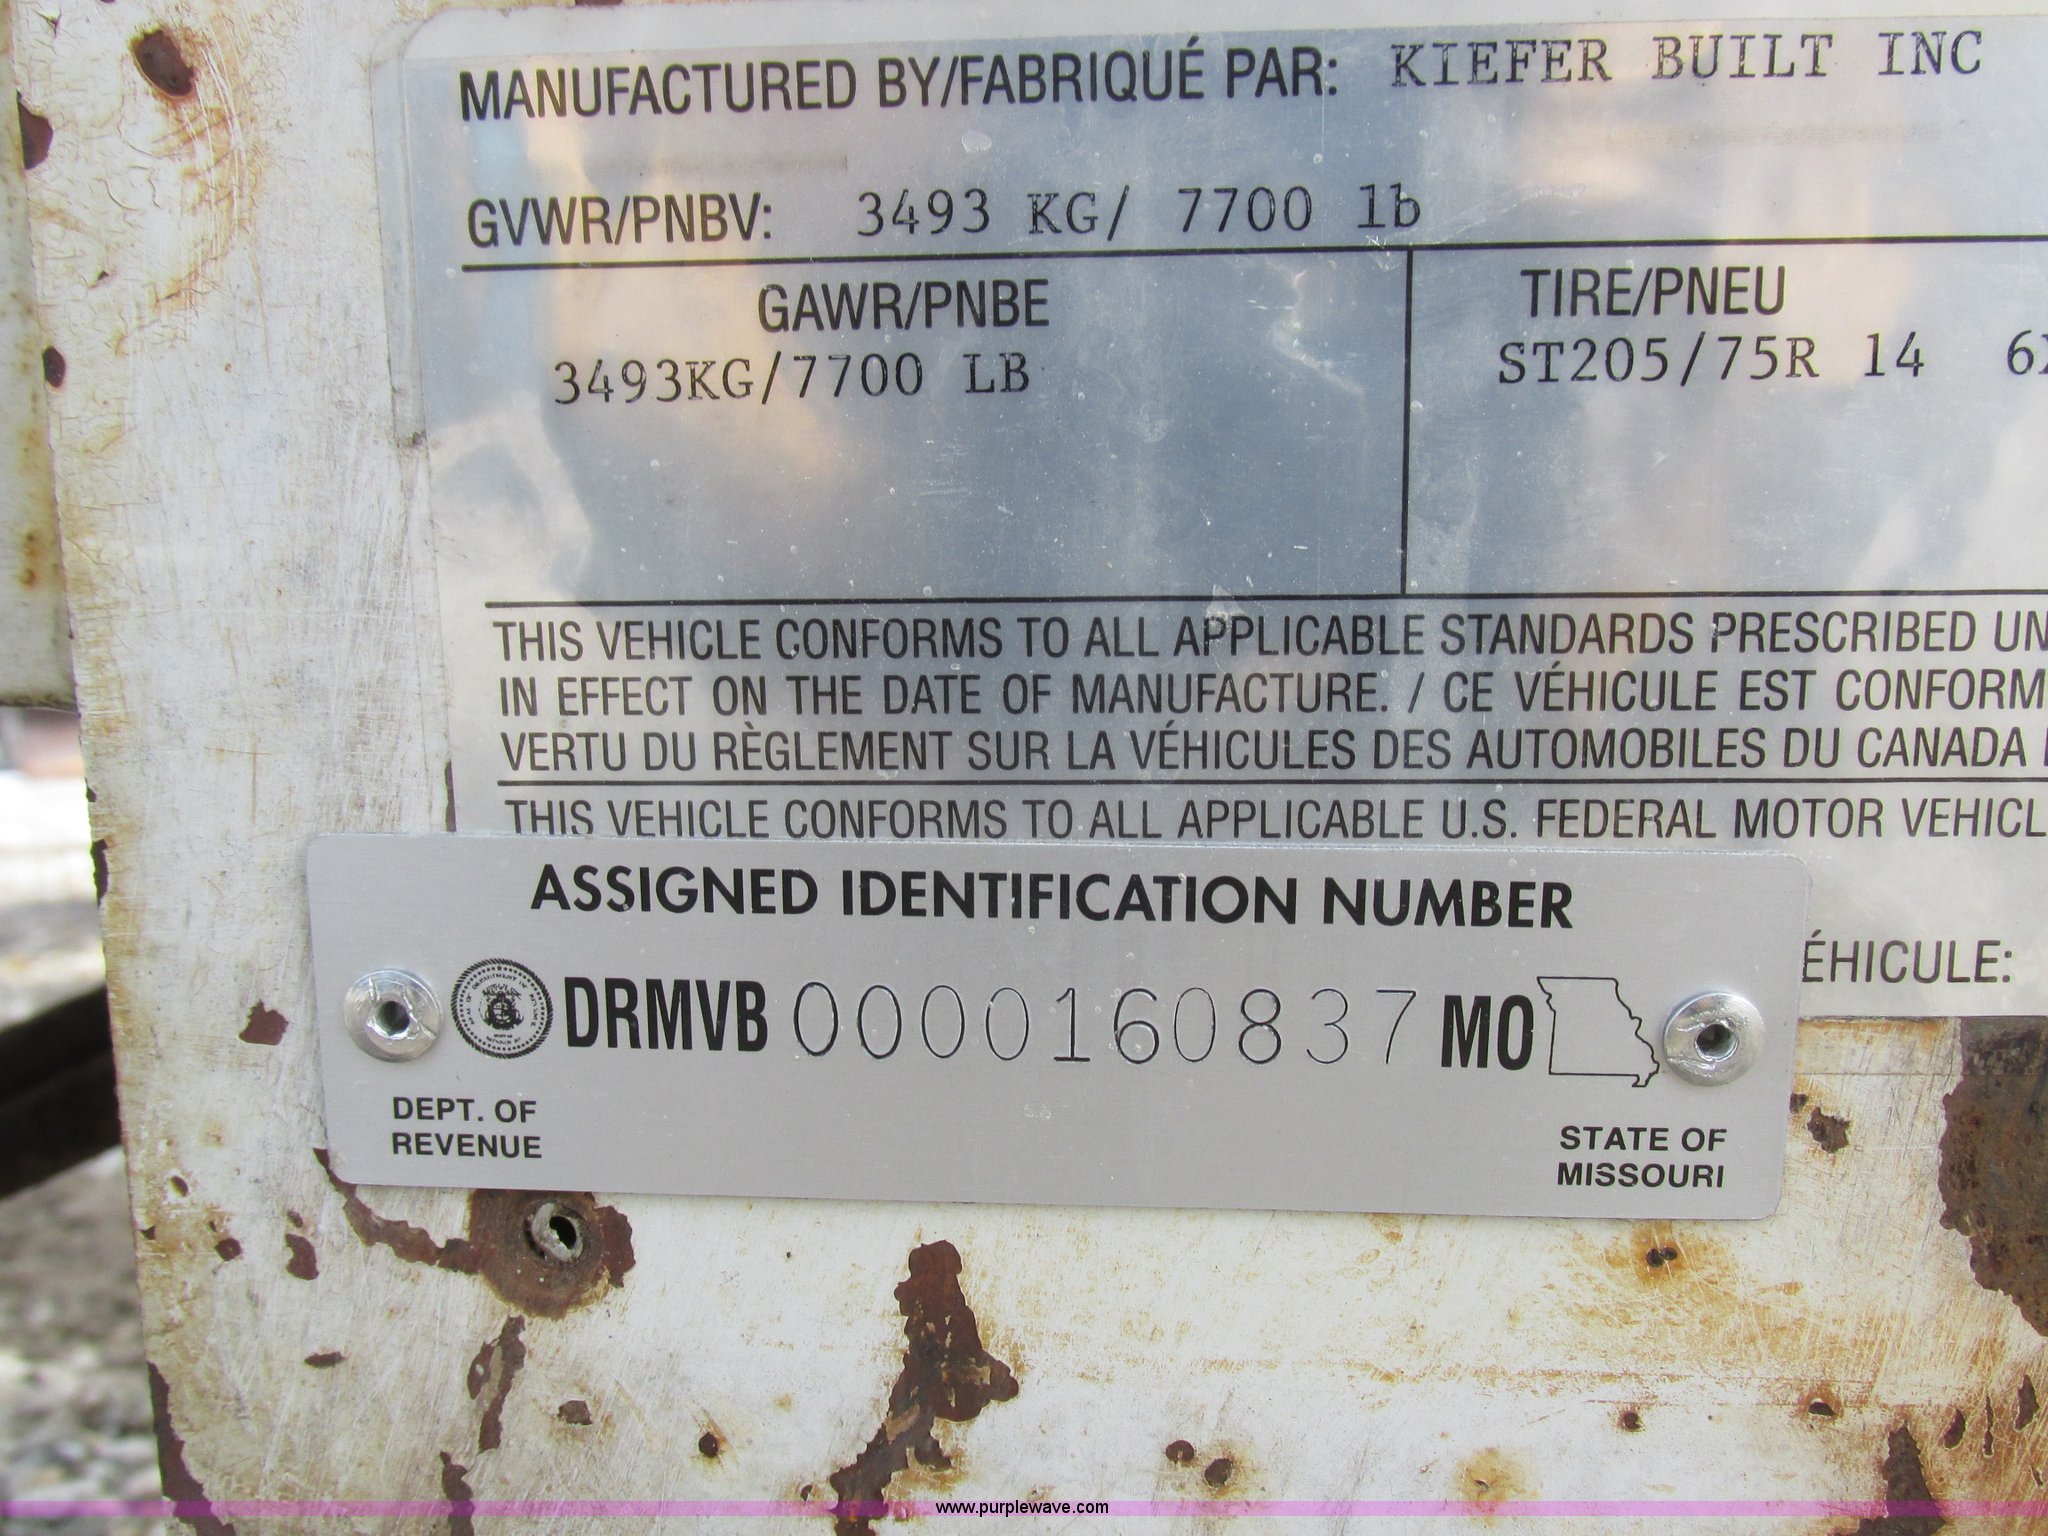 MANUFACTURED BY/FABRIQUÉ PAR: KIEFER BUILT INC
GVWR/PNBV: 3493 KG/ 7700 lb
GAWR/PNBE
3493KG/7700 LB
TIRE/PNEU
ST205/75R 14 6
THIS VEHICLE CONFORMS TO ALL APPLICABLE STANDARDS PRESCRIBED UN
IN EFFECT ON THE DATE OF MANUFACTURE. / CE VÉHICULE EST CONFORM
VERTU DU RÈGLEMENT SUR LA VÉHICULES DES AUTOMOBILES DU CANADA
THIS VEHICLE CONFORMS TO ALL APPLICABLE U.S. FEDERAL MOTOR VEHICL
ÉHICULE:
ASSIGNED IDENTIFICATION NUMBER
DRMVB 0000160837 MO
DEPT. OF
REVENUE
STATE OF
MISSOURI
www.purplewave.com